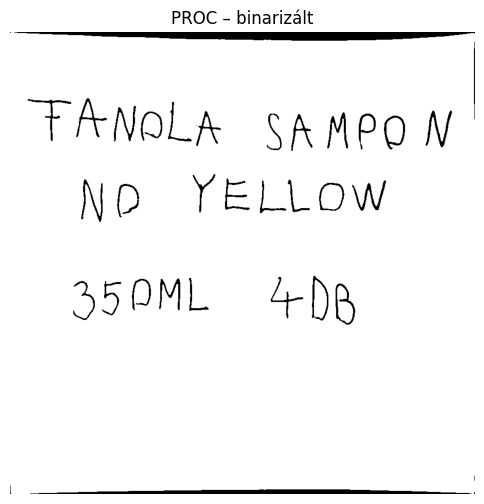 PROC – binarizált
FANOLA SAMPON
NO YELLOW
350ML 4DB